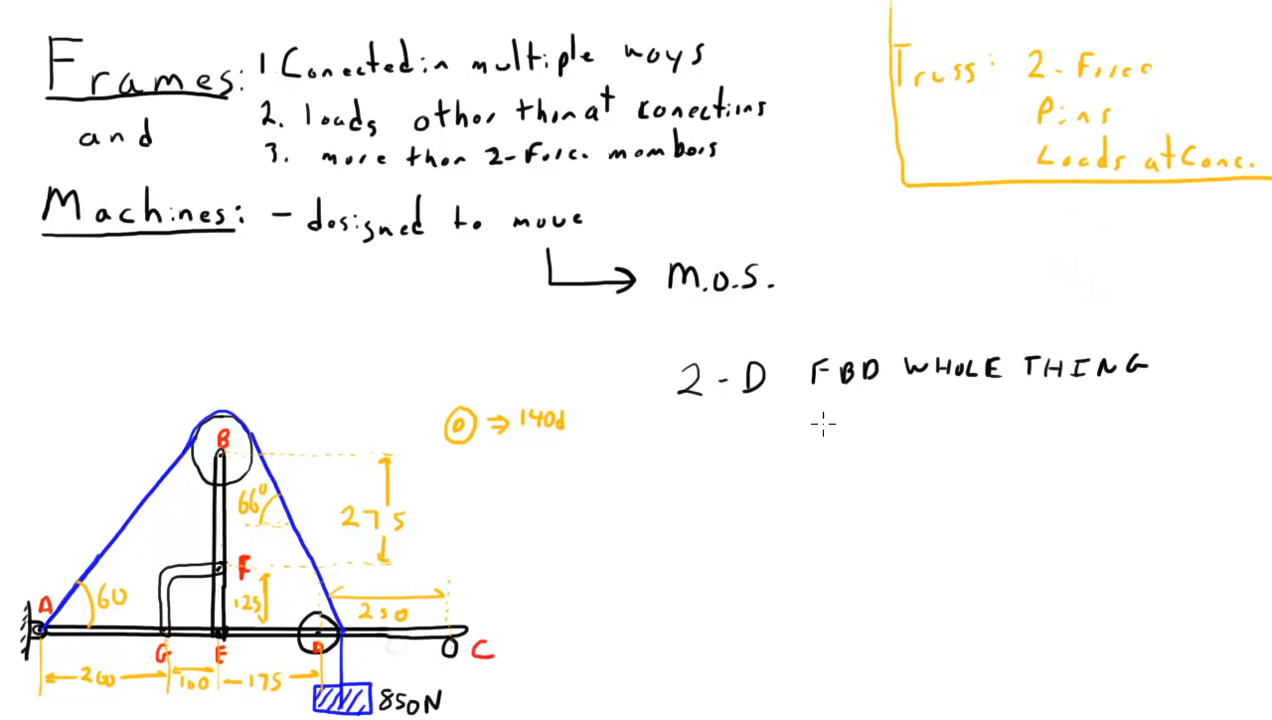 Frames: 1. Conected in multiple ways
and 2. loads other than at conections
3. more than 2-Force members
Machines: - designed to move
M.O.S.
Truss: 2-Force
Pins
Loads at Conc.
2-D FBD WHOLE THING
⇒ 140d
B
66°
275
F
A
60
125
250
G
E
D
C
260
100
175
850N